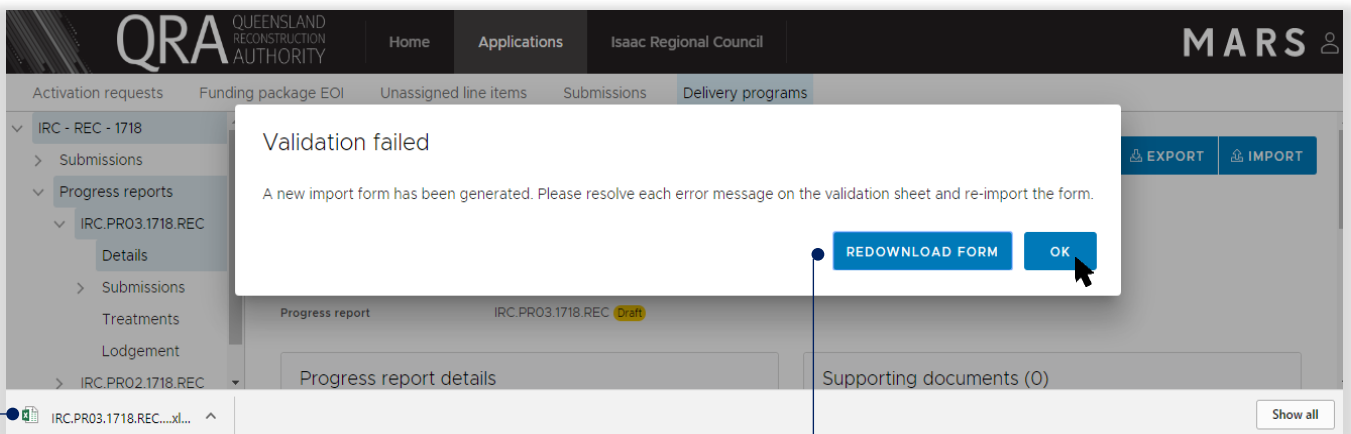 QRA QUEENSLAND RECONSTRUCTION AUTHORITY
Home Applications Isaac Regional Council
MARS
Activation requests Funding package EOI Unassigned line items Submissions Delivery programs
IRC - REC - 1718
Submissions
Progress reports
IRC.PR03.1718.REC
Details
Submissions
Treatments
Lodgement
IRC.PR02.1718.REC
EXPORT IMPORT
Validation failed
A new import form has been generated. Please resolve each error message on the validation sheet and re-import the form.
REDOWNLOAD FORM OK
Progress report IRC.PR03.1718.REC Draft
Progress report details Supporting documents (0)
IRC.PR03.1718.REC....xl... Show all